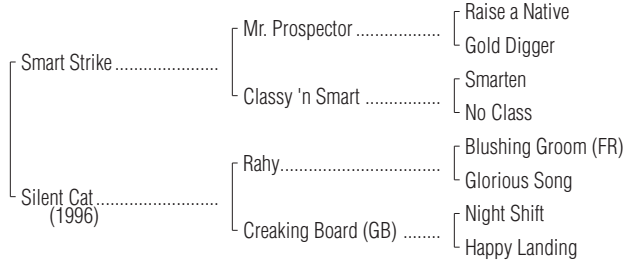 Raise a Native
Mr. Prospector ..................
Gold Digger
Smart Strike ......................
Smarten
Classy 'n Smart ................
No Class
Blushing Groom (FR)
Rahy..................................
Glorious Song
Silent Cat..........................
(1996)
Night Shift
Creaking Board (GB) ........
Happy Landing